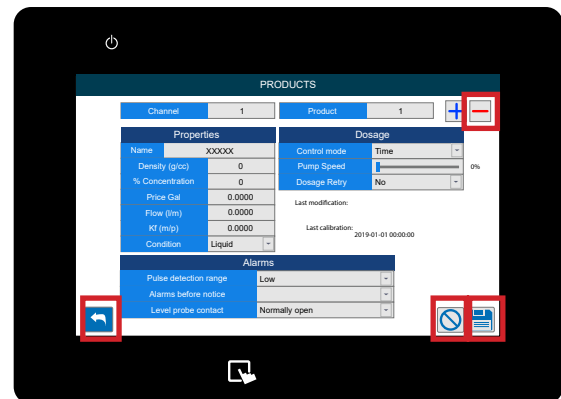 PRODUCTS
Channel 1 Product 1
Properties
Name XXXXX
Density (g/cc) 0
% Concentration 0
Price Gal 0.0000
Flow (l/m) 0.0000
Kf (m/p) 0.0000
Condition Liquid
Dosage
Control mode Time
Pump Speed 0%
Dosage Retry No
Last modification:
Last calibration:
2019-01-01 00:00:00
Alarms
Pulse detection range Low
Alarms before notice
Level probe contact Normally open